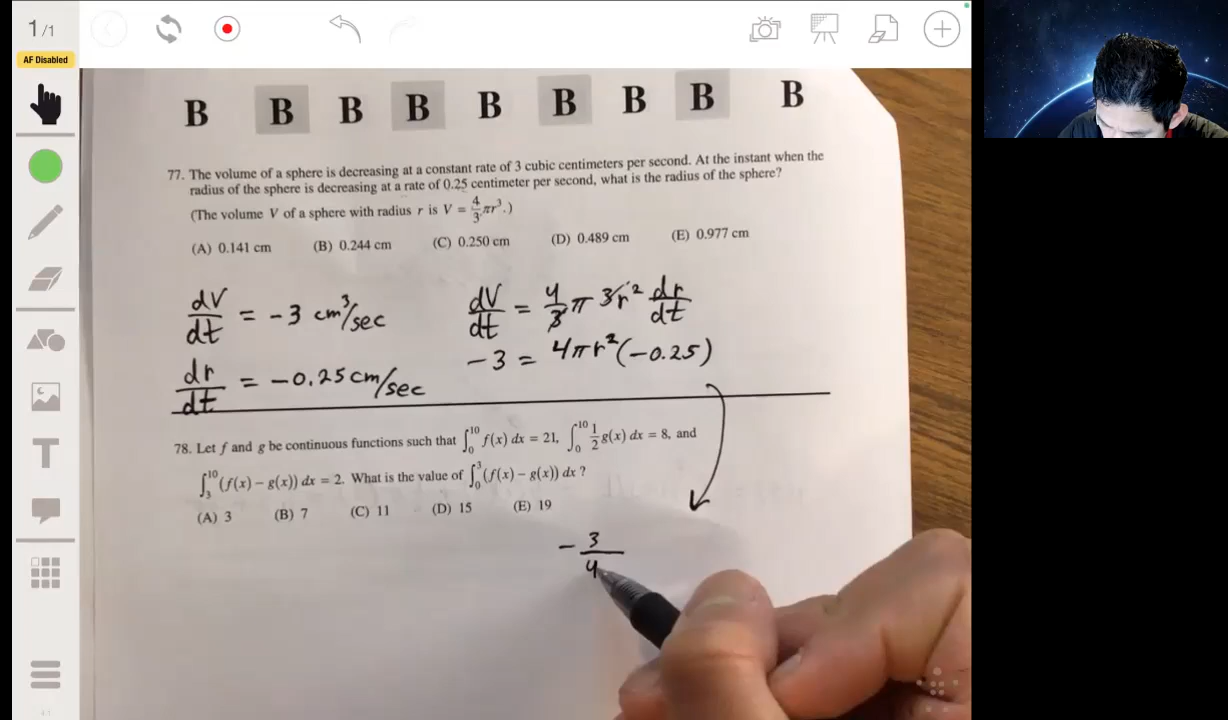 1/1
AF Disabled
B B B B B B B B B
77. The volume of a sphere is decreasing at a constant rate of 3 cubic centimeters per second. At the instant when the
radius of the sphere is decreasing at a rate of 0.25 centimeter per second, what is the radius of the sphere?
(The volume V of a sphere with radius r is V = 4/3 πr³.)
(A) 0.141 cm (B) 0.244 cm (C) 0.250 cm (D) 0.489 cm (E) 0.977 cm
dV/dt = -3 cm³/sec
dV/dt = 4/3 π 3r² dr/dt
-3 = 4πr²(-0.25)
dr/dt = -0.25 cm/sec
78. Let f and g be continuous functions such that ∫₀¹⁰ f(x) dx = 21, ∫₀¹⁰ 1/2 g(x) dx = 8, and
∫₃¹⁰ (f(x) − g(x)) dx = 2. What is the value of ∫₀³ (f(x) − g(x)) dx ?
(A) 3 (B) 7 (C) 11 (D) 15 (E) 19
- 3/4
T